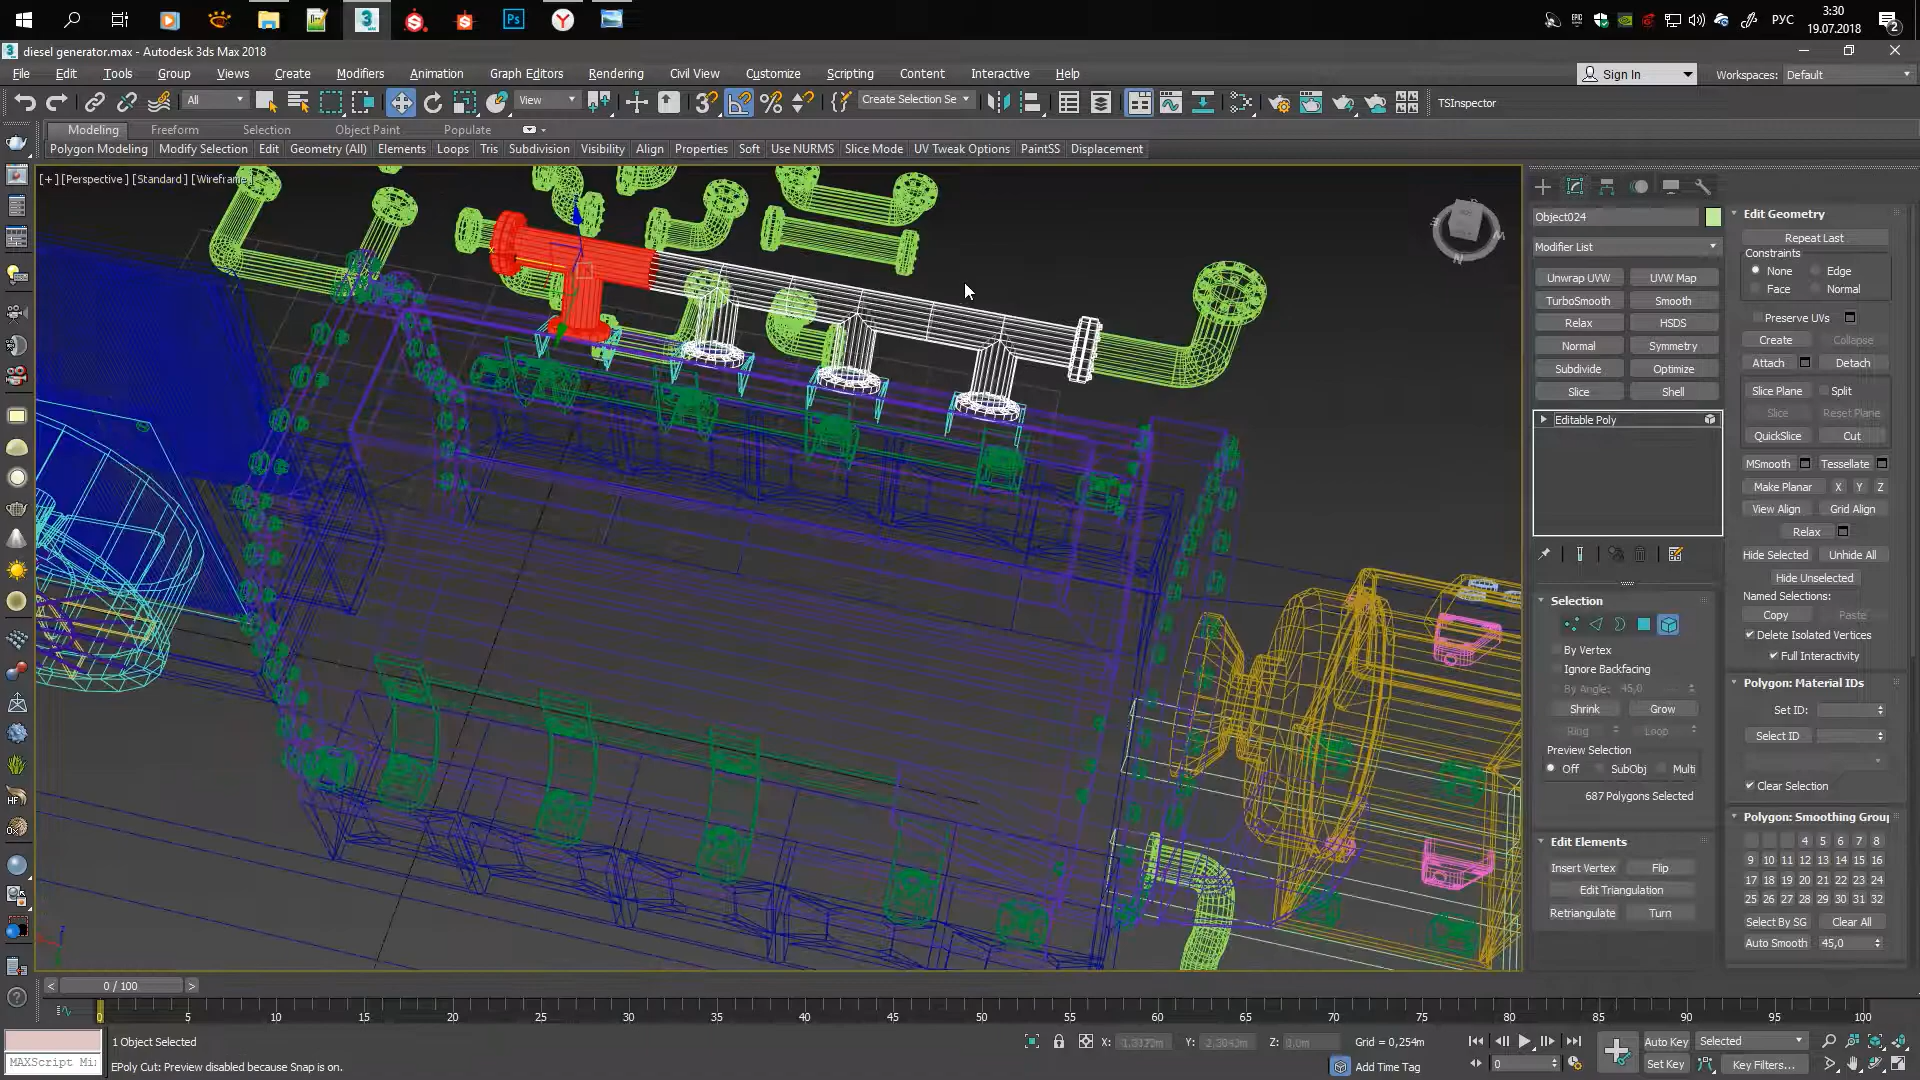 Ps
Y
РУС
3:30
19.07.2018
2
3
diesel generator.max - Autodesk 3ds Max 2018
File Edit Tools Group Views Create Modifiers Animation Graph Editors Rendering Civil View Customize Scripting Content Interactive Help
Sign In
Workspaces: Default
All
View
Create Selection Se
TSInspector
Modeling Freeform Selection Object Paint Populate
Polygon Modeling Modify Selection Edit Geometry (All) Elements Loops Tris Subdivision Visibility Align Properties Soft Use NURMS Slice Mode UV Tweak Options PaintSS Displacement
[+] [Perspective ] [Standard ] [Wireframe
Object024
Modifier List
Unwrap UVW
UVW Map
TurboSmooth
Smooth
Relax
HSDS
Normal
Symmetry
Subdivide
Optimize
Slice
Shell
Editable Poly
Selection
By Vertex
Ignore Backfacing
By Angle: 45,0
Shrink
Grow
Ring
Loop
Preview Selection
Off SubObj Multi
687 Polygons Selected
Edit Elements
Insert Vertex
Flip
Edit Triangulation
Retriangulate
Turn
Edit Geometry
Repeat Last
Constraints
None Edge
Face Normal
Preserve UVs
Create
Collapse
Attach
Detach
Slice Plane
Split
Slice
Reset Plane
QuickSlice
Cut
MSmooth
Tessellate
Make Planar X Y Z
View Align
Grid Align
Relax
Hide Selected
Unhide All
Hide Unselected
Named Selections:
Copy
Paste
Delete Isolated Vertices
Full Interactivity
Polygon: Material IDs
Set ID:
Select ID
Clear Selection
Polygon: Smoothing Group
4 5 6 7 8
9 10 11 12 13 14 15 16
17 18 19 20 21 22 23 24
25 26 27 28 29 30 31 32
Select By SG
Clear All
Auto Smooth 45,0
< 0 / 100 >
0 5 10 15 20 25 30 35 40 45 50 55 60 65 70 75 80 85 90 95 100
1 Object Selected
X:
Y:
Z: 0,0m
Grid = 0,254m
Auto Key
Selected
MAXScript Mi
EPoly Cut: Preview disabled because Snap is on.
Add Time Tag
0
Set Key
Key Filters...